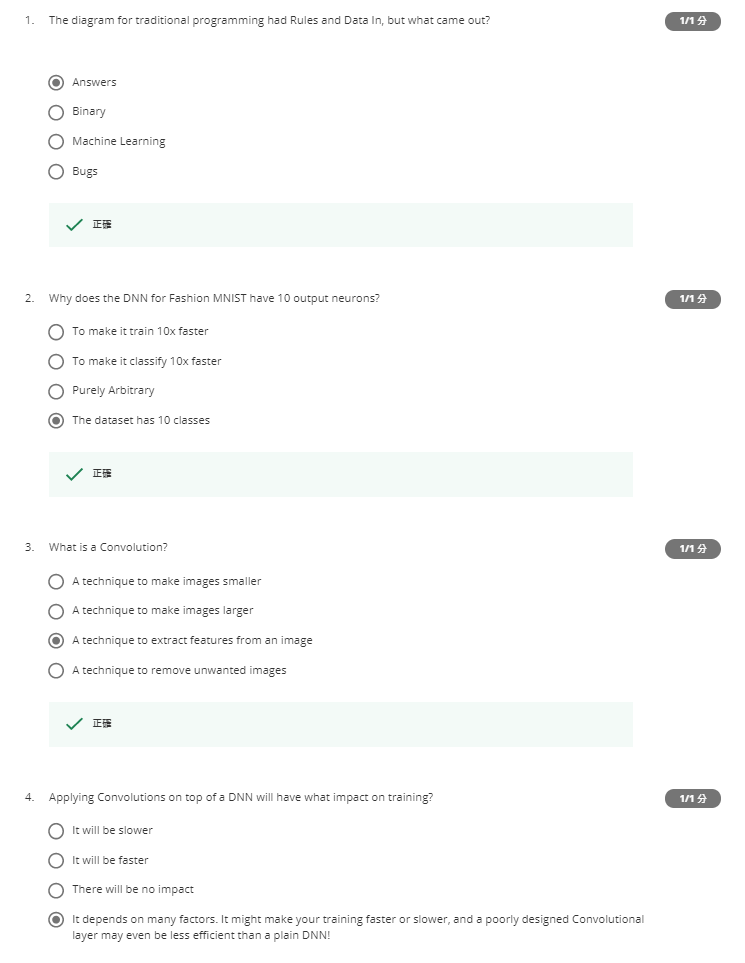 1. The diagram for traditional programming had Rules and Data In, but what came out?
1/1 分
Answers
Binary
Machine Learning
Bugs
正確
2. Why does the DNN for Fashion MNIST have 10 output neurons?
1/1 分
To make it train 10x faster
To make it classify 10x faster
Purely Arbitrary
The dataset has 10 classes
正確
3. What is a Convolution?
1/1 分
A technique to make images smaller
A technique to make images larger
A technique to extract features from an image
A technique to remove unwanted images
正確
4. Applying Convolutions on top of a DNN will have what impact on training?
1/1 分
It will be slower
It will be faster
There will be no impact
It depends on many factors. It might make your training faster or slower, and a poorly designed Convolutional
layer may even be less efficient than a plain DNN!